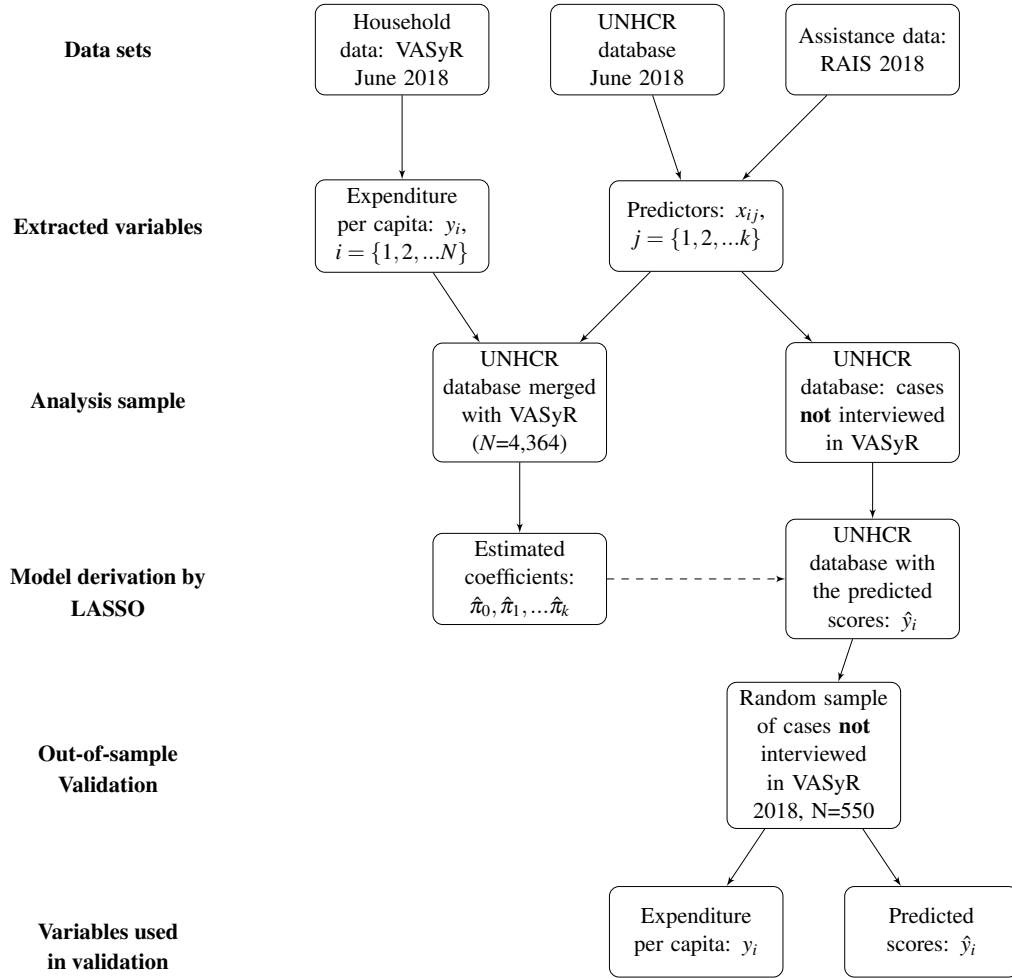 Data sets
Household
data: VASyR
June 2018
UNHCR
database
June 2018
Assistance data:
RAIS 2018
Extracted variables
Expenditure
per capita: y_i,
i = {1,2,...N}
Predictors: x_{ij},
j = {1,2,...k}
Analysis sample
UNHCR
database merged
with VASyR
(N=4,364)
UNHCR
database: cases
not interviewed
in VASyR
Model derivation by
LASSO
Estimated
coefficients:
π̂_0, π̂_1, ...π̂_k
UNHCR
database with
the predicted
scores: ŷ_i
Out-of-sample
Validation
Random sample
of cases not
interviewed
in VASyR
2018, N=550
Variables used
in validation
Expenditure
per capita: y_i
Predicted
scores: ŷ_i